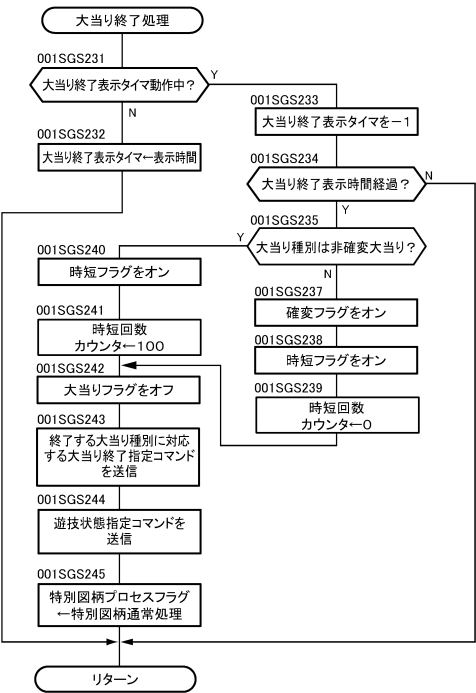 大当り終了処理
001SGS231
大当り終了表示タイマ動作中？
Y
N
001SGS232
大当り終了表示タイマ←表示時間
001SGS233
大当り終了表示タイマを－１
001SGS234
大当り終了表示時間経過？
N
Y
001SGS235
大当り種別は非確変大当り？
Y
N
001SGS240
時短フラグをオン
001SGS241
時短回数
カウンタ←１００
001SGS237
確変フラグをオン
001SGS238
時短フラグをオン
001SGS239
時短回数
カウンタ←０
001SGS242
大当りフラグをオフ
001SGS243
終了する大当り種別に対応
する大当り終了指定コマンド
を送信
001SGS244
遊技状態指定コマンドを
送信
001SGS245
特別図柄プロセスフラグ
←特別図柄通常処理
リターン